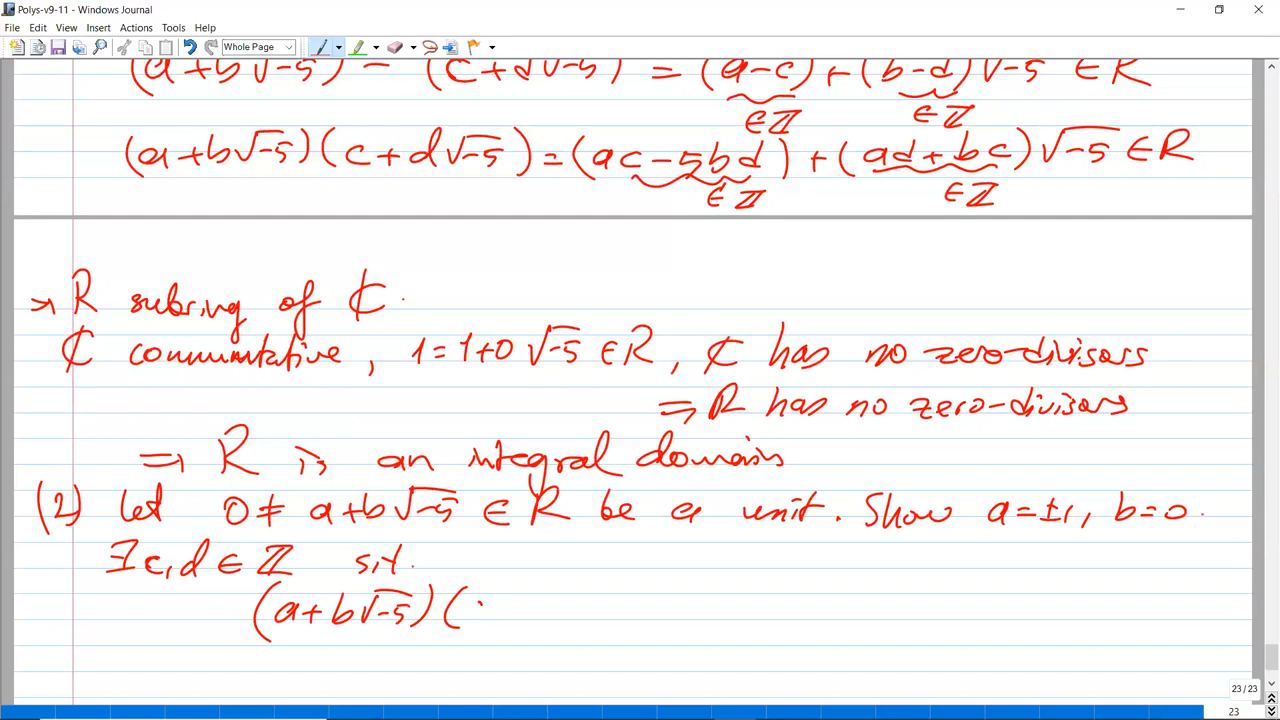 Polys-v9-11 - Windows Journal
File Edit View Insert Actions Tools Help
Whole Page
(a+b√-5) - (c+d√-5) = (a-c)+(b-d)√-5 ∈ R
∈ℤ ∈ℤ
(a+b√-5)(c+d√-5)=(ac-5bd)+(ad+bc)√-5 ∈ R
∈ℤ ∈ℤ
→ R subring of ℂ.
ℂ commutative, 1=1+0√-5 ∈R, ℂ has no zero-divisors
⇒ R has no zero-divisors
⇒ R is an integral domain
(2) Let 0≠ a+b√-5 ∈ R be a unit. Show a=±1, b=0.
∃c,d ∈ ℤ s.t.
(a+b√-5)(
23 / 23
23